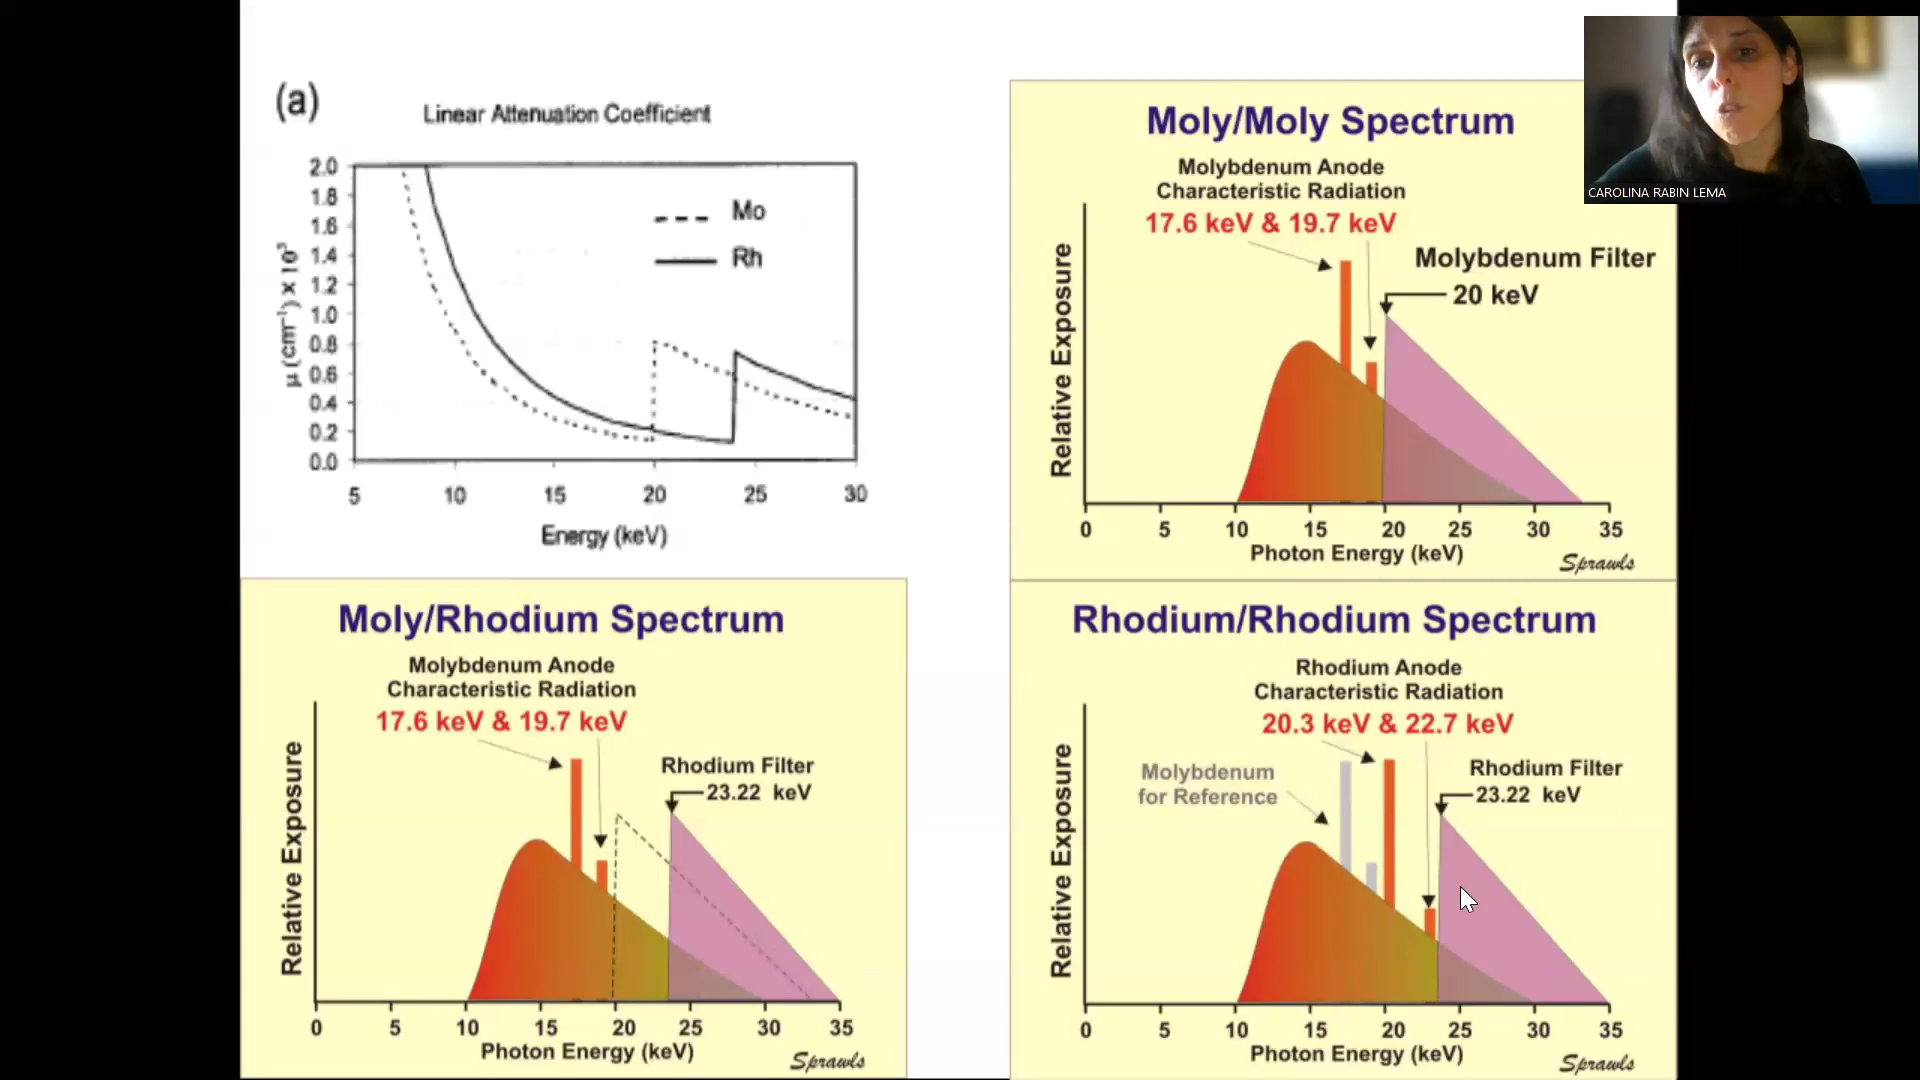 (a)
Linear Attenuation Coefficient
2.0
1.8
1.6
1.4
1.2
1.0
0.8
0.6
0.4
0.2
0.0
μ (cm⁻¹) x 10³
Mo
Rh
5 10 15 20 25 30
Energy (keV)
Moly/Moly Spectrum
Molybdenum Anode
Characteristic Radiation
17.6 keV & 19.7 keV
Molybdenum Filter
20 keV
Relative Exposure
0 5 10 15 20 25 30 35
Photon Energy (keV)
Sprawls
CAROLINA RABIN LEMA
Moly/Rhodium Spectrum
Molybdenum Anode
Characteristic Radiation
17.6 keV & 19.7 keV
Rhodium Filter
23.22 keV
Relative Exposure
0 5 10 15 20 25 30 35
Photon Energy (keV)
Sprawls
Rhodium/Rhodium Spectrum
Rhodium Anode
Characteristic Radiation
20.3 keV & 22.7 keV
Molybdenum
for Reference
Rhodium Filter
23.22 keV
Relative Exposure
0 5 10 15 20 25 30 35
Photon Energy (keV)
Sprawls